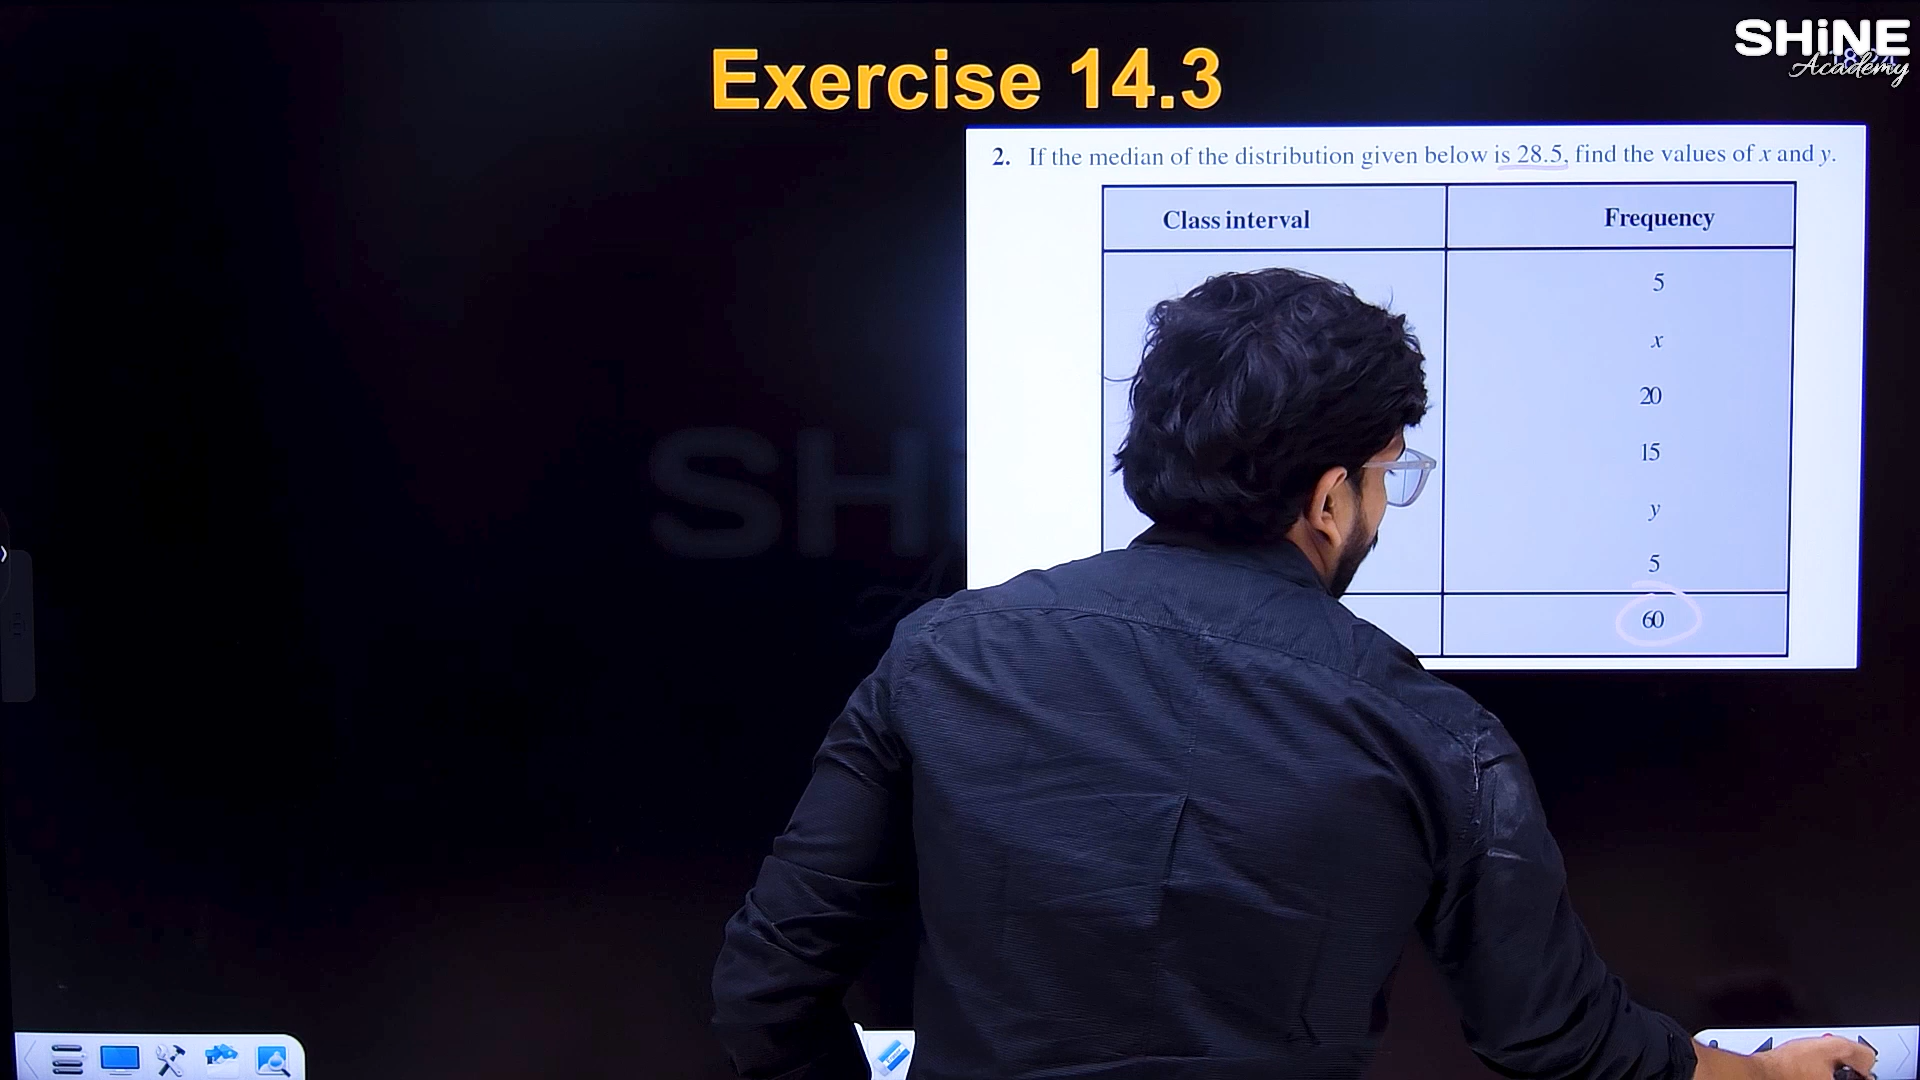 SHiNE
Academy
Exercise 14.3
2. If the median of the distribution given below is 28.5, find the values of x and y.
Class interval
Frequency
5
x
20
15
y
5
60
SH